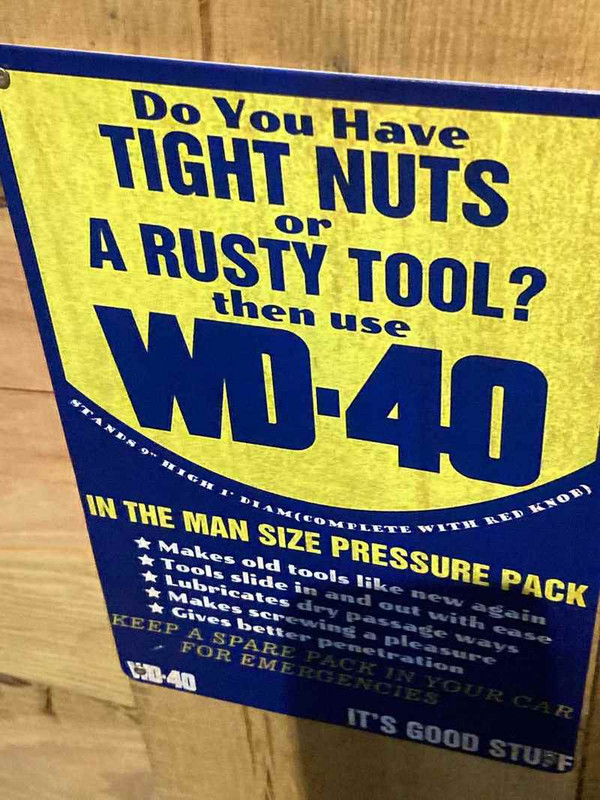 Do You Have
TIGHT NUTS
or
A RUSTY TOOL?
then use
WD-40
STANDS 9" HIGH 1" DIAM(COMPLETE WITH RED KNOB)
IN THE MAN SIZE PRESSURE PACK
★ Makes old tools like new again
★ Tools slide in and out with ease
★ Lubricates dry passage ways
★ Makes screwing a pleasure
★ Gives better penetration
KEEP A SPARE PACK IN YOUR CAR
FOR EMERGENCIES
WD-40
IT'S GOOD STUFF